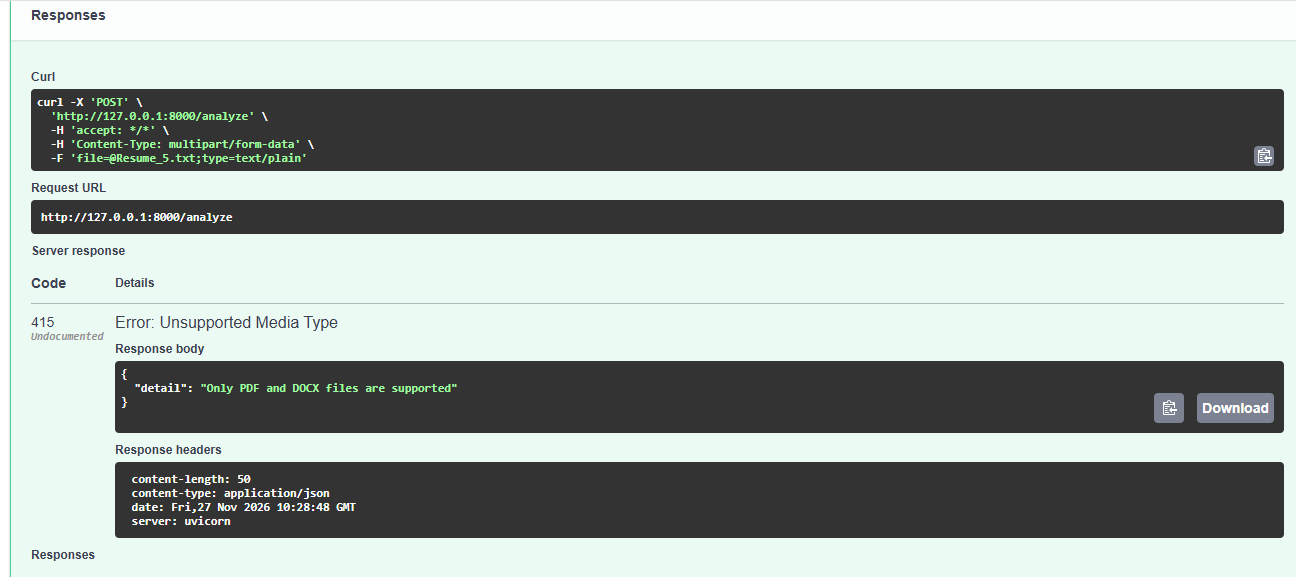 Responses
Curl
curl -X 'POST' \
'http://127.0.0.1:8000/analyze' \
-H 'accept: */*' \
-H 'Content-Type: multipart/form-data' \
-F 'file=@Resume_5.txt;type=text/plain'
Request URL
http://127.0.0.1:8000/analyze
Server response
Code Details
415 Error: Unsupported Media Type
Undocumented
Response body
{
"detail": "Only PDF and DOCX files are supported"
}
Download
Response headers
content-length: 50
content-type: application/json
date: Fri,27 Nov 2026 10:28:48 GMT
server: uvicorn
Responses